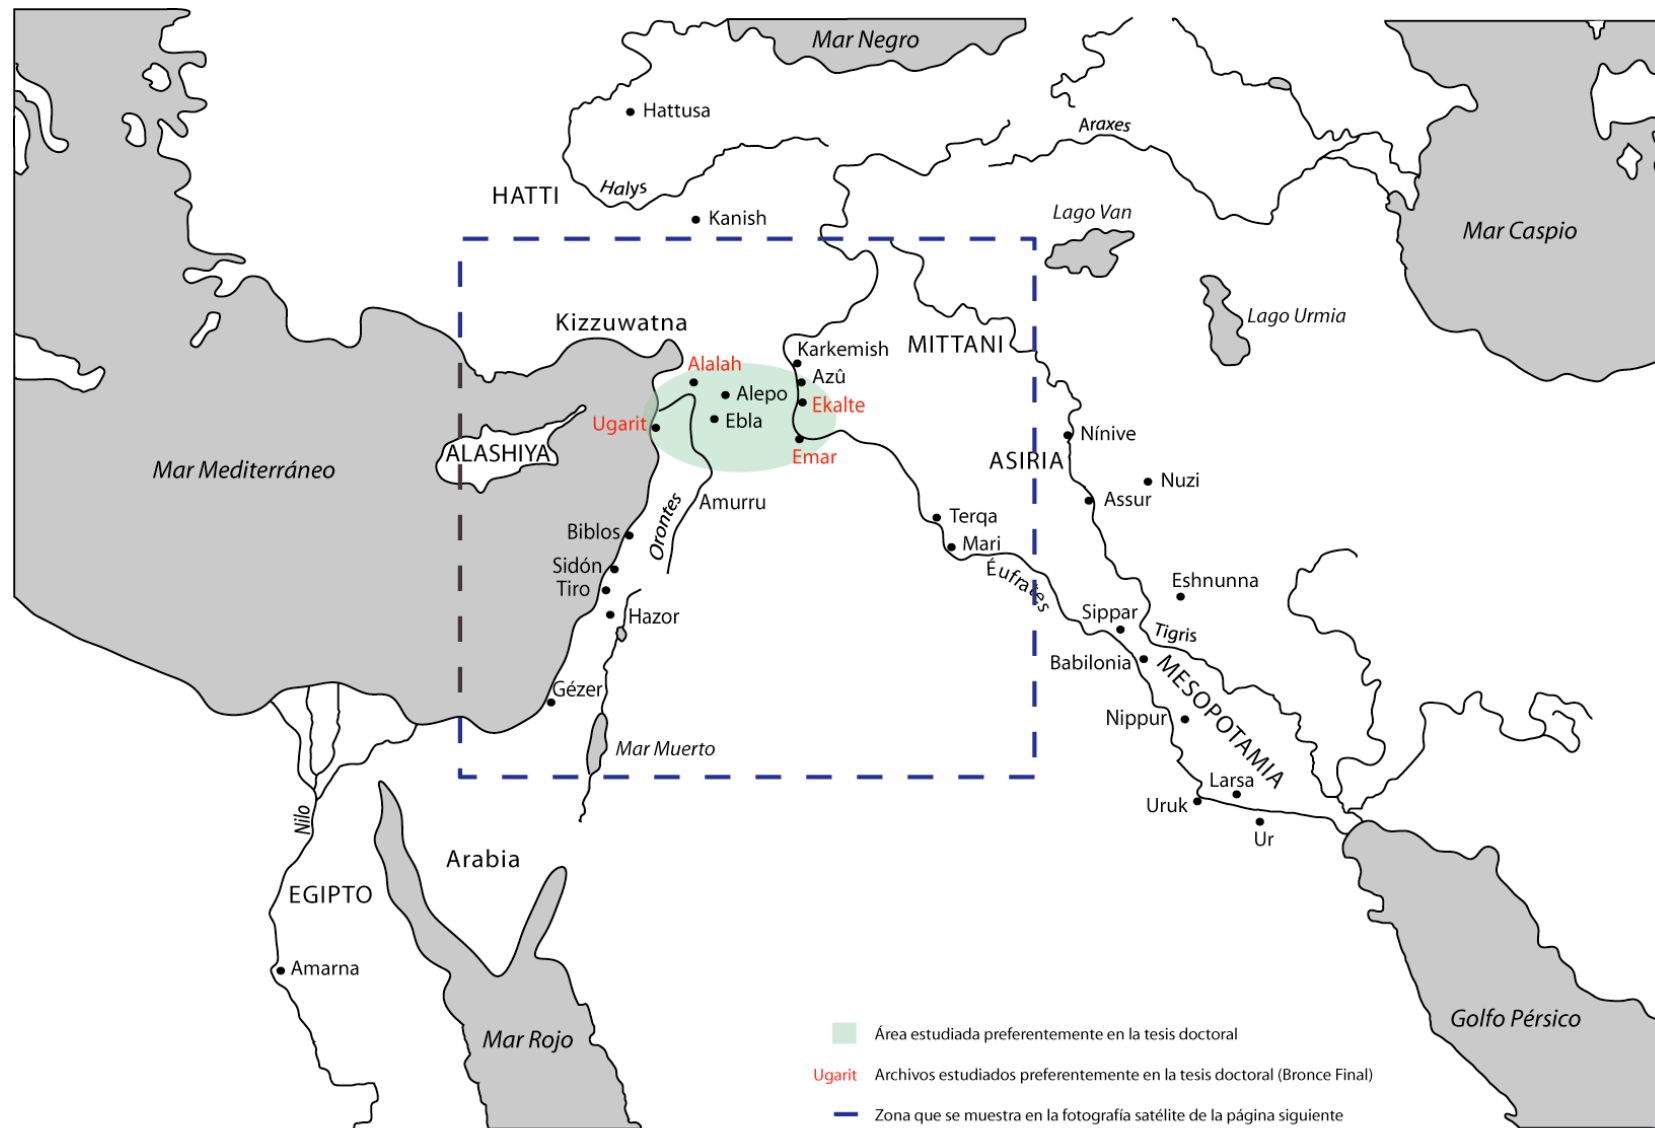 Mar Negro
Hattusa
Araxes
Halys
HATTI
Kanish
Lago Van
Mar Caspio
Kizzuwatna
Lago Urmia
MITTANI
Karkemish
Alalah
Azû
Alepo
Ekalte
Ugarit
Ebla
Nínive
ALASHIYA
Emar
ASIRIA
Mar Mediterráneo
Nuzi
Amurru
Assur
Orontes
Terqa
Biblos
Mari
Sidón
Éufrates
Eshnunna
Tiro
Hazor
Sippar
Tigris
Babilonia
MESOPOTAMIA
Gézer
Nippur
Mar Muerto
Larsa
Uruk
Nilo
Ur
Arabia
EGIPTO
Amarna
Golfo Pérsico
Mar Rojo
Área estudiada preferentemente en la tesis doctoral
Ugarit Archivos estudiados preferentemente en la tesis doctoral (Bronce Final)
Zona que se muestra en la fotografía satélite de la página siguiente